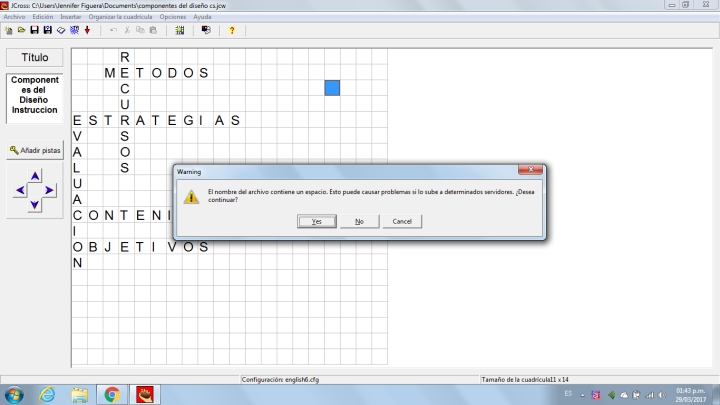 JCross: C:\Users\Jennifer Figuera\Documents\componentes del diseño cs.jcw
Archivo Edición Insertar Organizar la cuadrícula Opciones Ayuda
Título
Component
es del
Diseño
Instruccion
Añadir pistas
R
M E T O D O S
C
U
E S T R A T E G I A S
V S
A O
L S
U
A
C O N T E N I
I
O B J E T I V O S
N
Warning
El nombre del archivo contiene un espacio. Esto puede causar problemas si lo sube a determinados servidores. ¿Desea
continuar?
Yes No Cancel
Configuración: english6.cfg
Tamaño de la cuadrícula11 x 14
ES
01:43 p.m.
29/03/2017